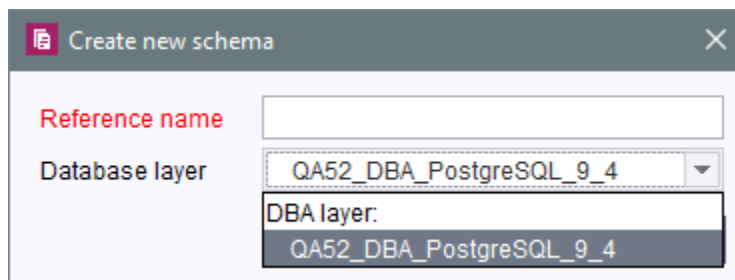 Create new schema
Reference name
Database layer QA52_DBA_PostgreSQL_9_4
DBA layer:
QA52_DBA_PostgreSQL_9_4